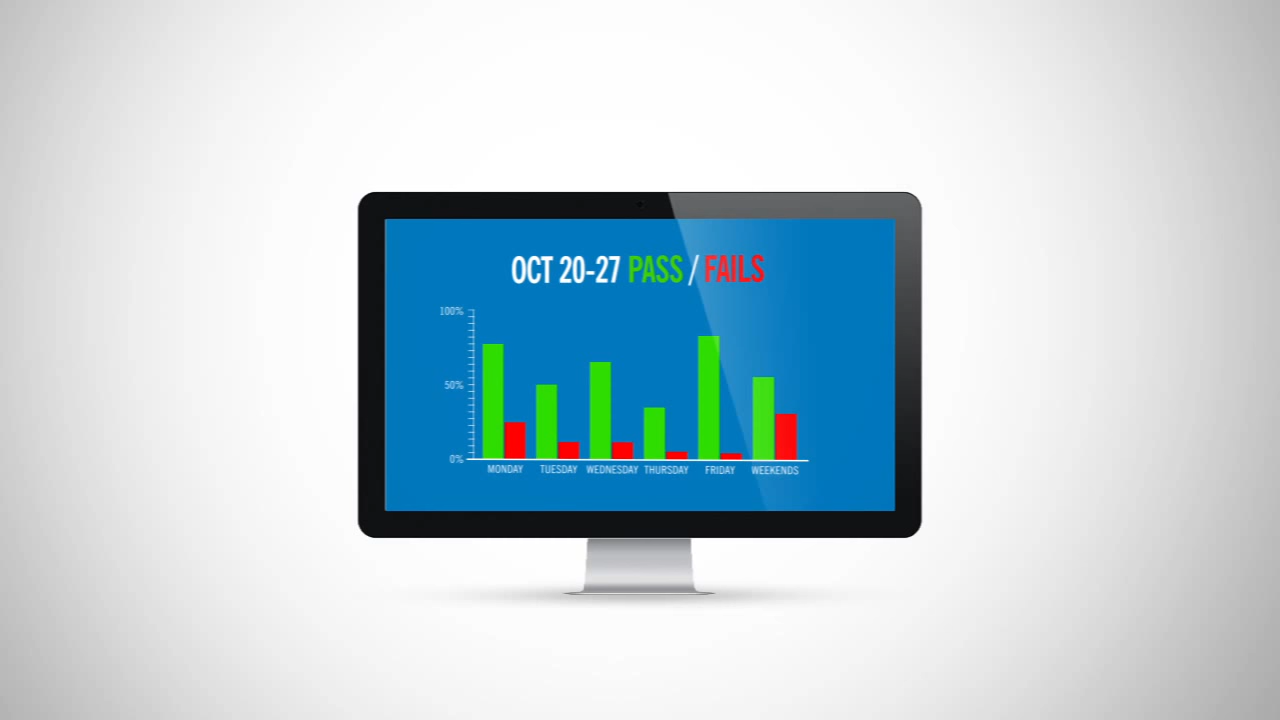 OCT 20-27 PASS / FAILS
100%
50%
0%
MONDAY TUESDAY WEDNESDAY THURSDAY FRIDAY WEEKENDS